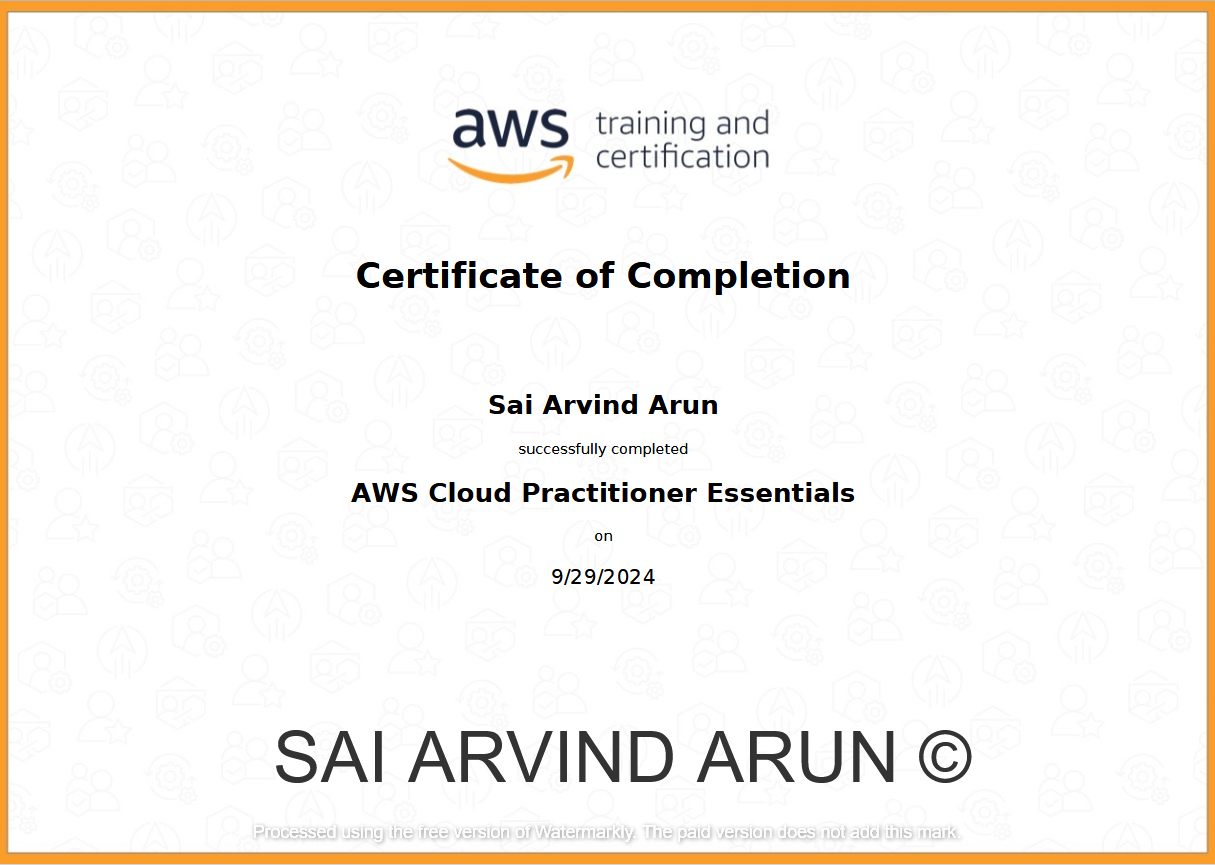 aws
training and
certification
Certificate of Completion
Sai Arvind Arun
successfully completed
AWS Cloud Practitioner Essentials
on
9/29/2024
SAI ARVIND ARUN ©
Processed using the free version of Watermarkly. The paid version does not add this mark.